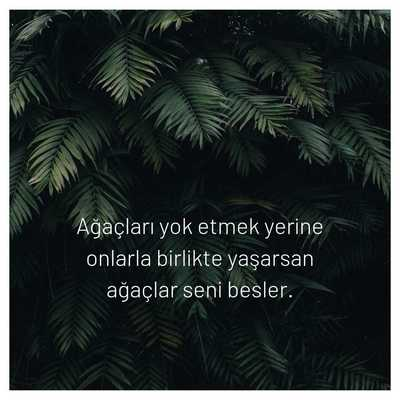 Ağaçları yok etmek yerine
onlarla birlikte yaşarsan
ağaçlar seni besler.